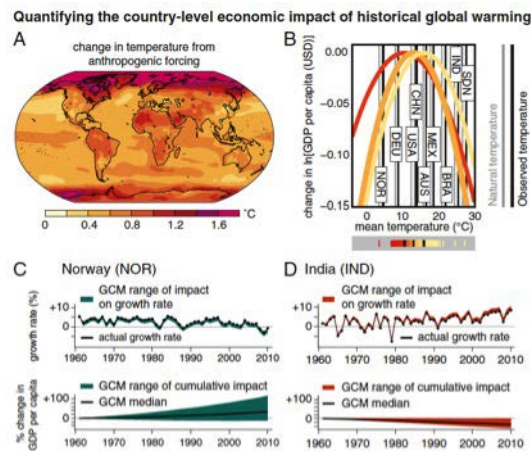 Quantifying the country-level economic impact of historical global warming
A
change in temperature from
anthropogenic forcing
0 0.4 0.8 1.2 1.6 °C
B
change in ln[GDP per capita (USD)]
0.00
−0.05
−0.10
−0.15
NOR
DEU
USA
CHN
AUS
MEX
BRA
IND
SDN
0 10 20 30
mean temperature (°C)
Natural temperature
Observed temperature
C Norway (NOR)
GCM range of impact
on growth rate
growth rate (%)
+10
0
actual growth rate
1960 1970 1980 1990 2000 2010
GCM range of cumulative impact
GCM median
% change in
GDP per capita
+100
0
1960 1970 1980 1990 2000 2010
D India (IND)
GCM range of impact
on growth rate
+10
0
actual growth rate
1960 1970 1980 1990 2000 2010
GCM range of cumulative impact
GCM median
+100
0
1960 1970 1980 1990 2000 2010